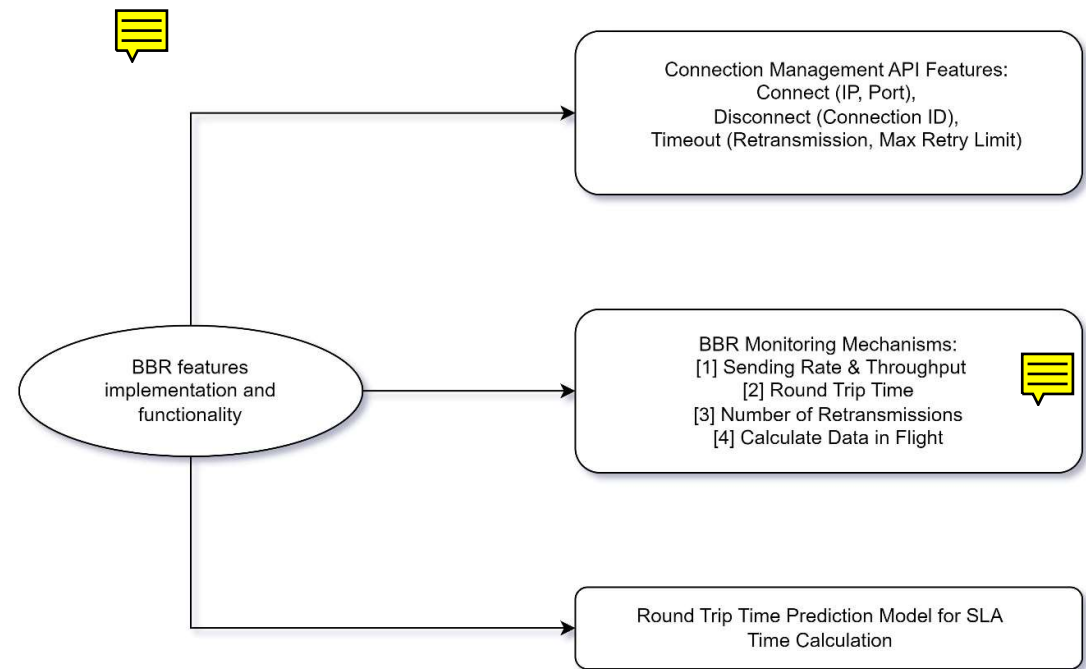 Connection Management API Features:
Connect (IP, Port),
Disconnect (Connection ID),
Timeout (Retransmission, Max Retry Limit)
BBR features
implementation and
functionality
BBR Monitoring Mechanisms:
[1] Sending Rate & Throughput
[2] Round Trip Time
[3] Number of Retransmissions
[4] Calculate Data in Flight
Round Trip Time Prediction Model for SLA
Time Calculation